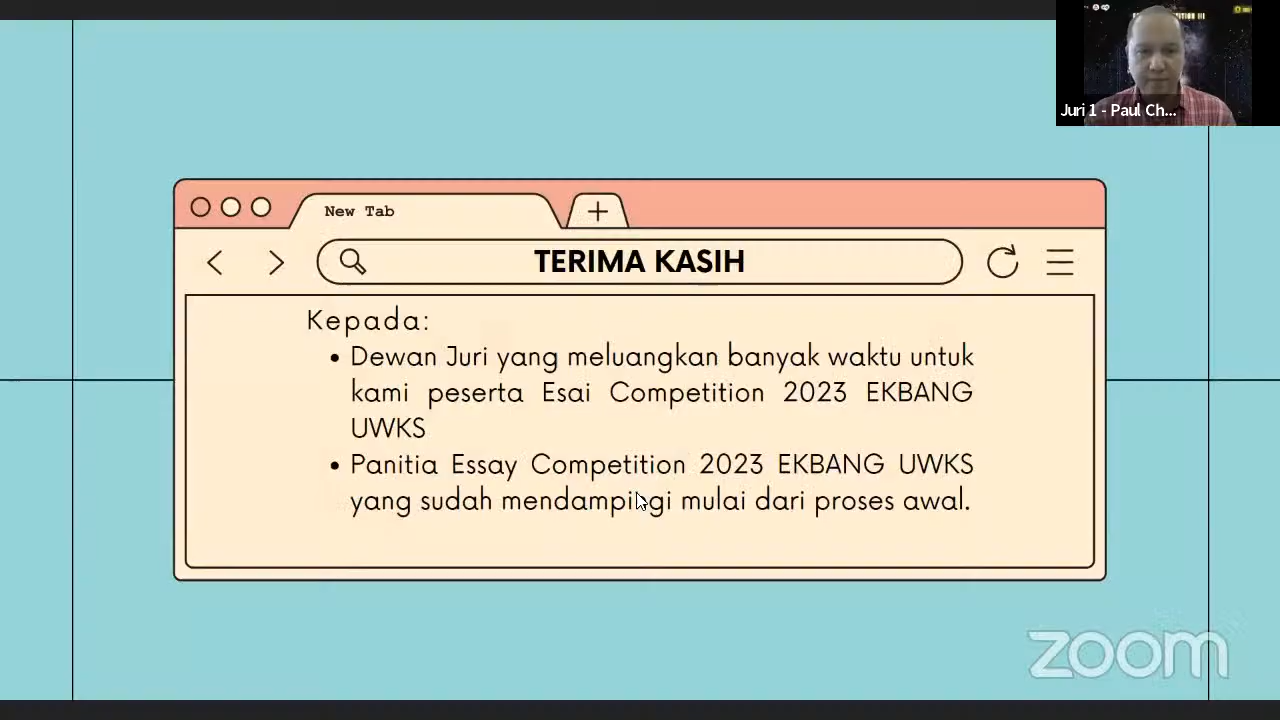 Juri 1 - Paul Ch...
New Tab
TERIMA KASIH
Kepada:
• Dewan Juri yang meluangkan banyak waktu untuk
kami peserta Esai Competition 2023 EKBANG
UWKS
• Panitia Essay Competition 2023 EKBANG UWKS
yang sudah mendampingi mulai dari proses awal.
zoom